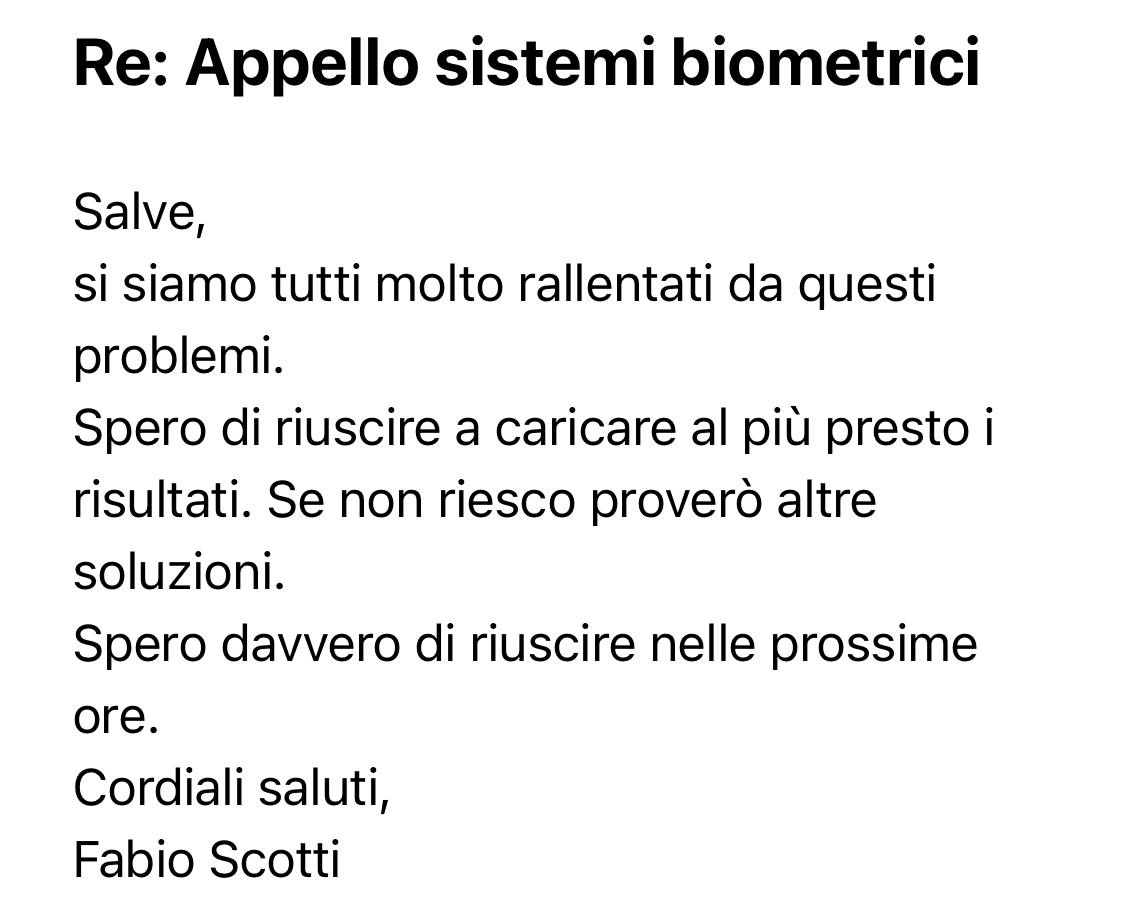 Re: Appello sistemi biometrici
Salve,
si siamo tutti molto rallentati da questi
problemi.
Spero di riuscire a caricare al più presto i
risultati. Se non riesco proverò altre
soluzioni.
Spero davvero di riuscire nelle prossime
ore.
Cordiali saluti,
Fabio Scotti